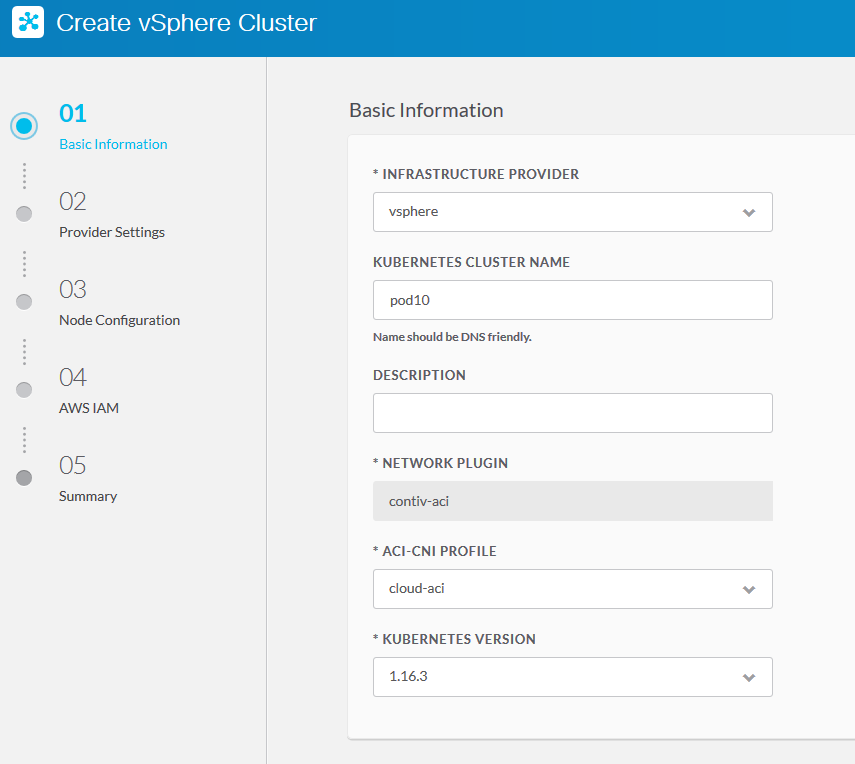 Create vSphere Cluster
01
Basic Information
02
Provider Settings
03
Node Configuration
04
AWS IAM
05
Summary
Basic Information
* INFRASTRUCTURE PROVIDER
vsphere
KUBERNETES CLUSTER NAME
pod10
Name should be DNS friendly.
DESCRIPTION
* NETWORK PLUGIN
contiv-aci
* ACI-CNI PROFILE
cloud-aci
* KUBERNETES VERSION
1.16.3